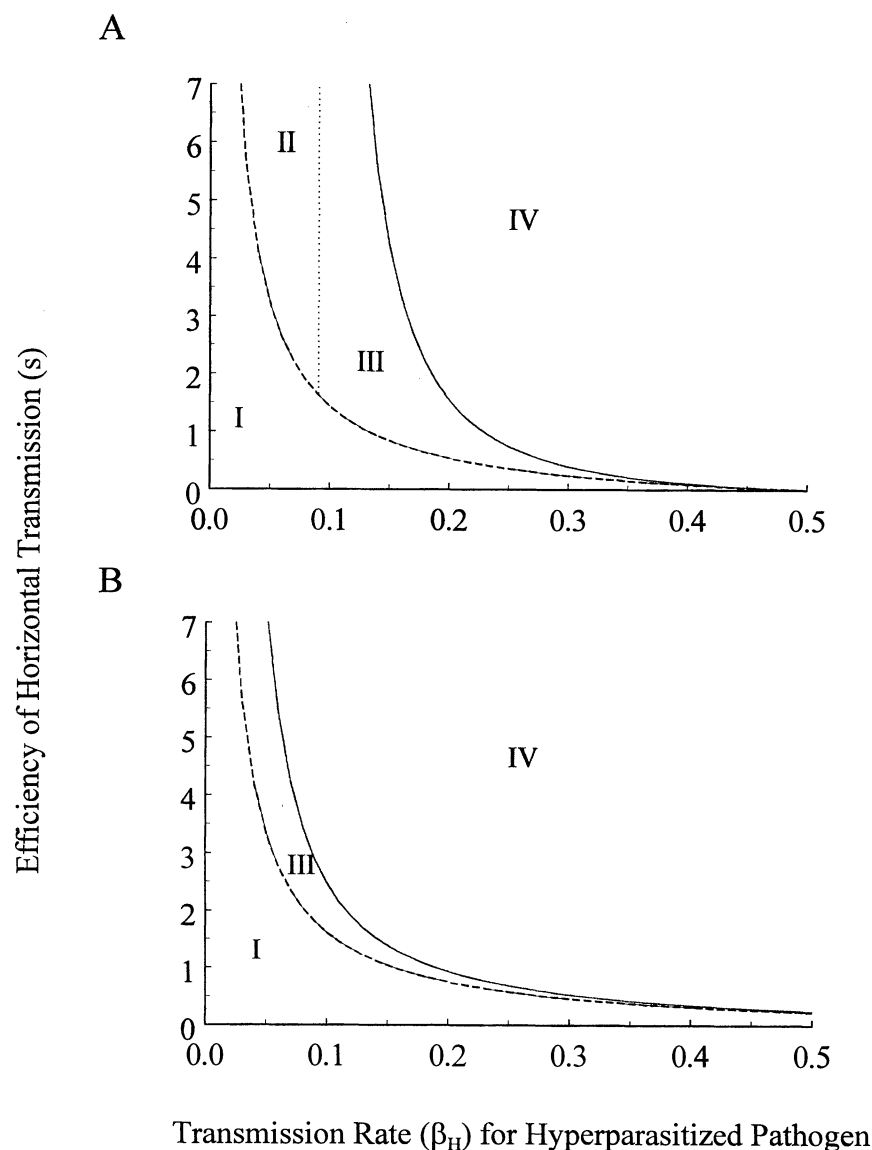 A
7
6
5
4
3
2
1
0
II
IV
III
I
0.0 0.1 0.2 0.3 0.4 0.5
Efficiency of Horizontal Transmission (s)
B
7
6
5
4
3
2
1
0
IV
III
I
0.0 0.1 0.2 0.3 0.4 0.5
Transmission Rate (β_H) for Hyperparasitized Pathogen